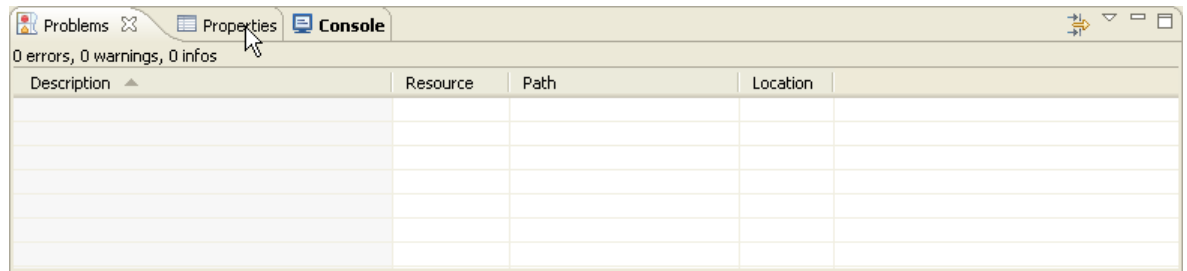 Problems Properties Console
0 errors, 0 warnings, 0 infos
Description Resource Path Location